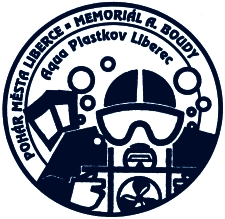 POHÁR MĚSTA LIBERCE » MEMORIÁL A. BOUDY
Aqua Plastkov Liberec